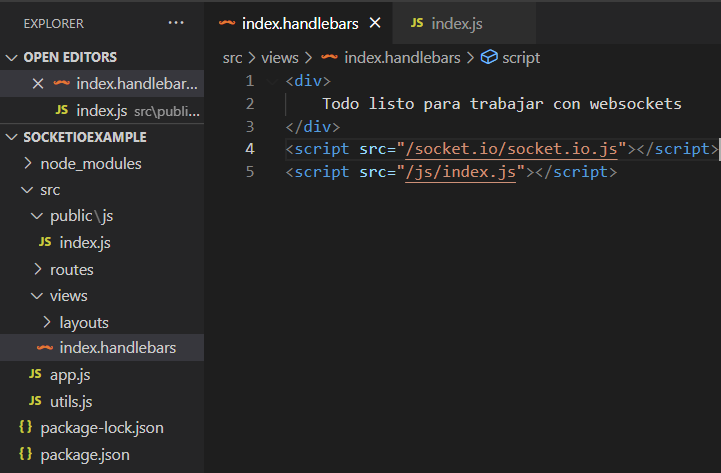 EXPLORER ...
OPEN EDITORS
index.handlebar...
JS index.js src\publi...
SOCKETIOEXAMPLE
node_modules
src
public\js
JS index.js
routes
views
layouts
index.handlebars
JS app.js
JS utils.js
{} package-lock.json
{} package.json
index.handlebars
JS index.js
src > views > index.handlebars > script
1 <div>
2 Todo listo para trabajar con websockets
3 </div>
4 <script src="/socket.io/socket.io.js"></script>
5 <script src="/js/index.js"></script>